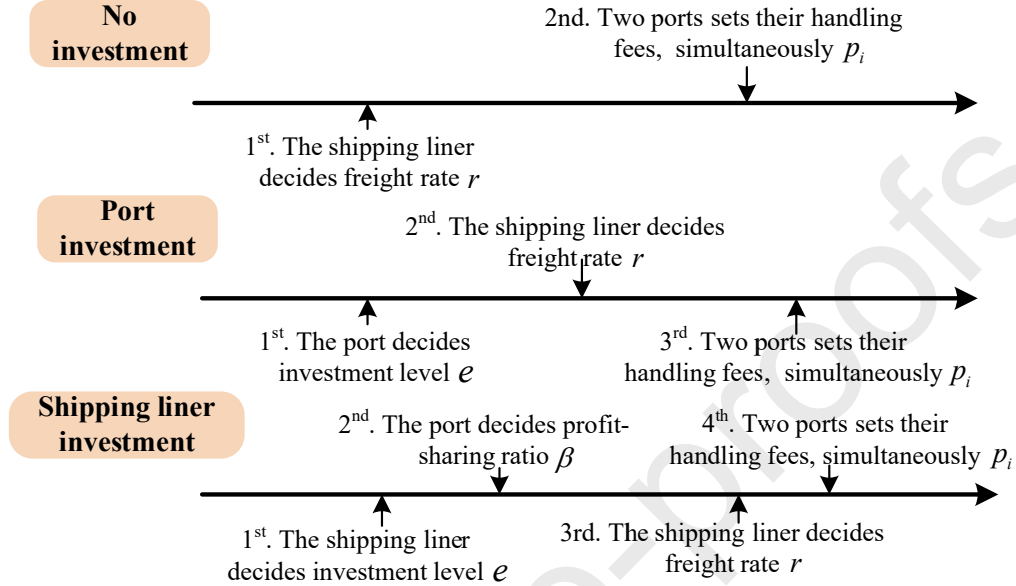 No
investment
2nd. Two ports sets their handling
fees, simultaneously p_i
1st. The shipping liner
decides freight rate r
Port
investment
2nd. The shipping liner decides
freight rate r
1st. The port decides
investment level e
3rd. Two ports sets their
handling fees, simultaneously p_i
Shipping liner
investment
2nd. The port decides profit-
sharing ratio β
4th. Two ports sets their
handling fees, simultaneously p_i
1st. The shipping liner
decides investment level e
3rd. The shipping liner decides
freight rate r
-proofs